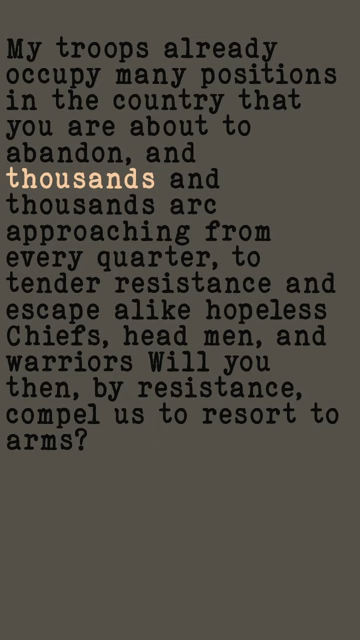 My troops already
occupy many positions
in the country that
you are about to
abandon, and
thousands and
thousands arc
approaching from
every quarter, to
tender resistance and
escape alike hopeless
Chiefs, head men, and
warriors Will you
then, by resistance,
compel us to resort to
arms?